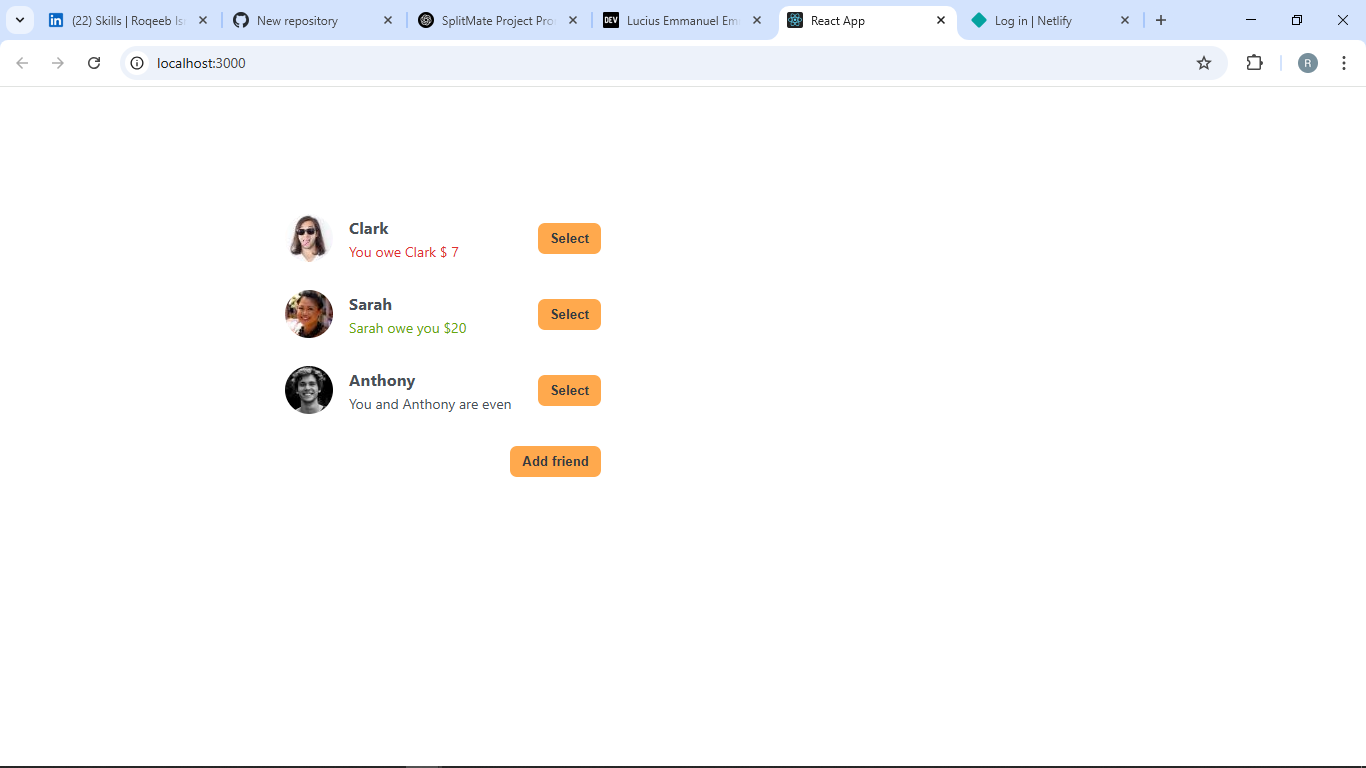 (22) Skills | Roqeeb Is
New repository
SplitMate Project Pro
DEV
Lucius Emmanuel Em
React App
Log in | Netlify
localhost:3000
R
Clark
You owe Clark $ 7
Select
Sarah
Sarah owe you $20
Select
Anthony
You and Anthony are even
Select
Add friend